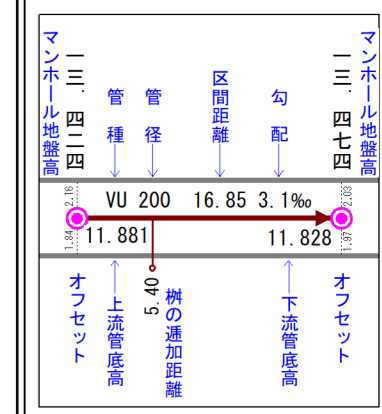 マンホール地盤高
一三．四二四
管種
管径
区間距離
勾配
一三．四七四
マンホール地盤高
2.16
VU 200 16.85 3.1‰
2.03
1.84
11.881
11.828
1.97
オフセット
上流管底高
5.40
桝の逓加距離
下流管底高
オフセット